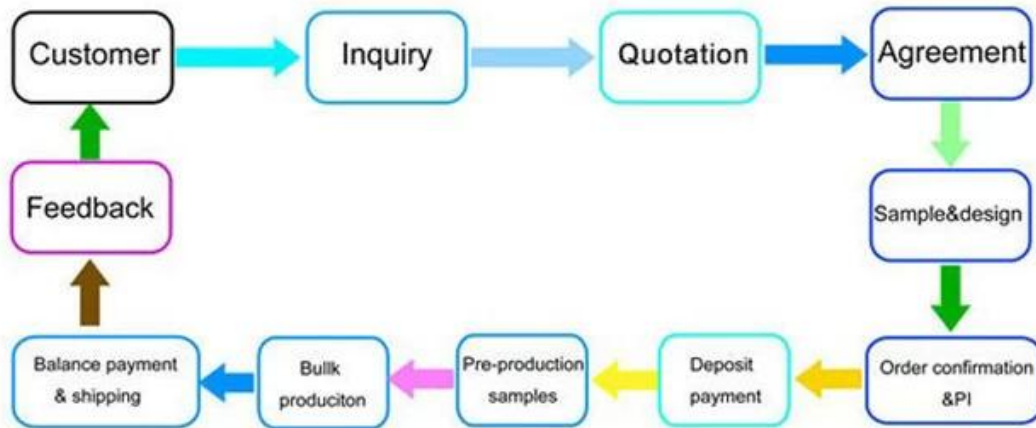 Customer
Inquiry
Quotation
Agreement
Sample&design
Order confirmation
&PI
Deposit
payment
Pre-production
samples
Bullk
produciton
Balance payment
& shipping
Feedback